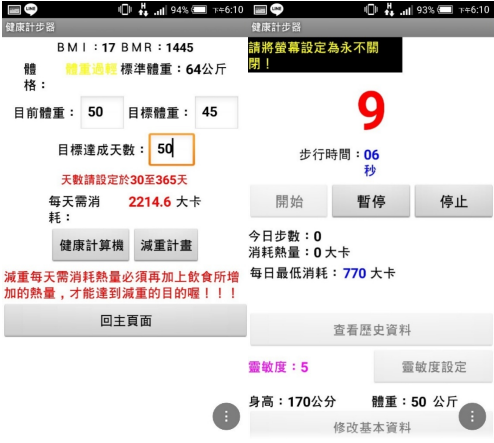 LINE
94%
下午6:10
健康計步器
BMI：17 BMR：1445
體格：
體重過輕 標準體重：64公斤
目前體重： 50 目標體重： 45
目標達成天數： 50
天數請設定於30至365天
每天需消耗：
2214.6 大卡
健康計算機 減重計畫
減重每天需消耗熱量必須再加上飲食所增
加的熱量，才能達到減重的目的喔！！！
回主頁面
LINE
H
93%
下午6:10
健康計步器
請將螢幕設定為永不關
閉！
9
步行時間：06
秒
開始 暫停 停止
今日步數：0
消耗熱量：0 大卡
每日最低消耗： 770 大卡
查看歷史資料
靈敏度：5 靈敏度設定
身高：170公分 體重：50 公斤
修改基本資料